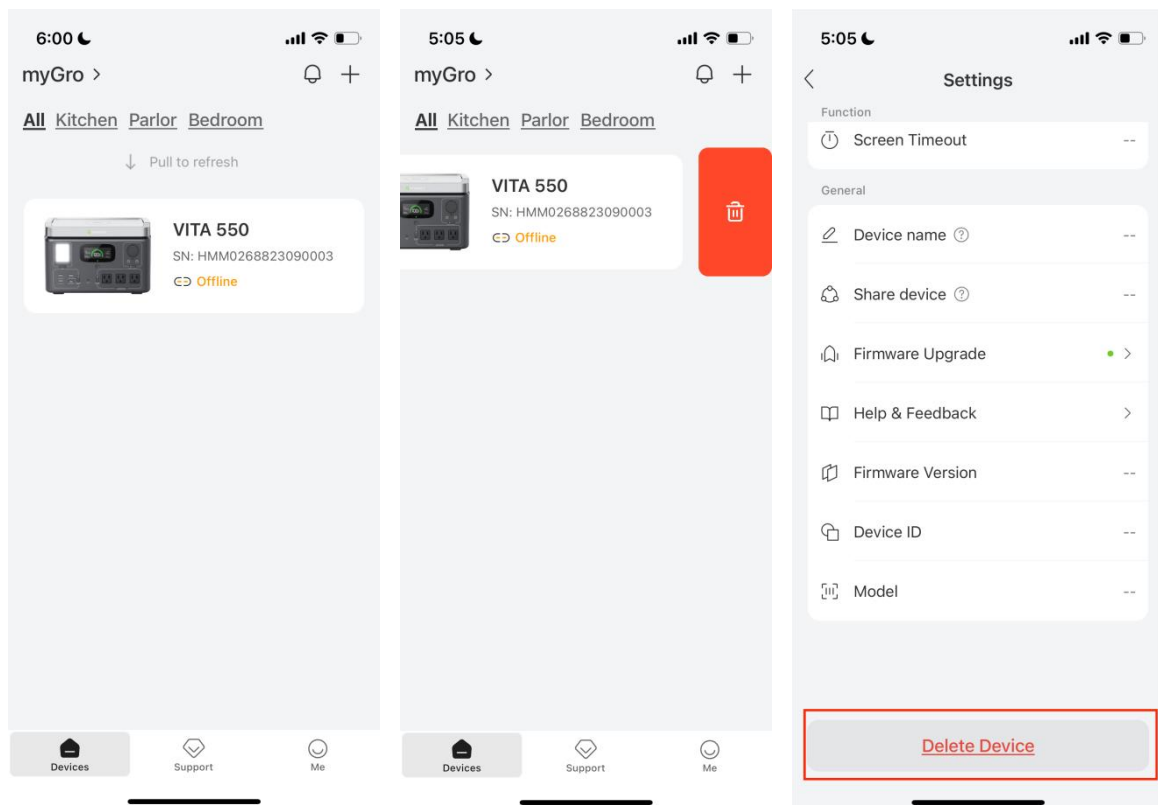 6:00
myGro >
All Kitchen Parlor Bedroom
↓ Pull to refresh
VITA 550
SN: HMM0268823090003
Offline
Devices Support Me
5:05
myGro >
All Kitchen Parlor Bedroom
VITA 550
SN: HMM0268823090003
Offline
Devices Support Me
5:05
Settings
Function
Screen Timeout --
General
Device name ? --
Share device ? --
Firmware Upgrade >
Help & Feedback >
Firmware Version --
Device ID --
Model --
Delete Device